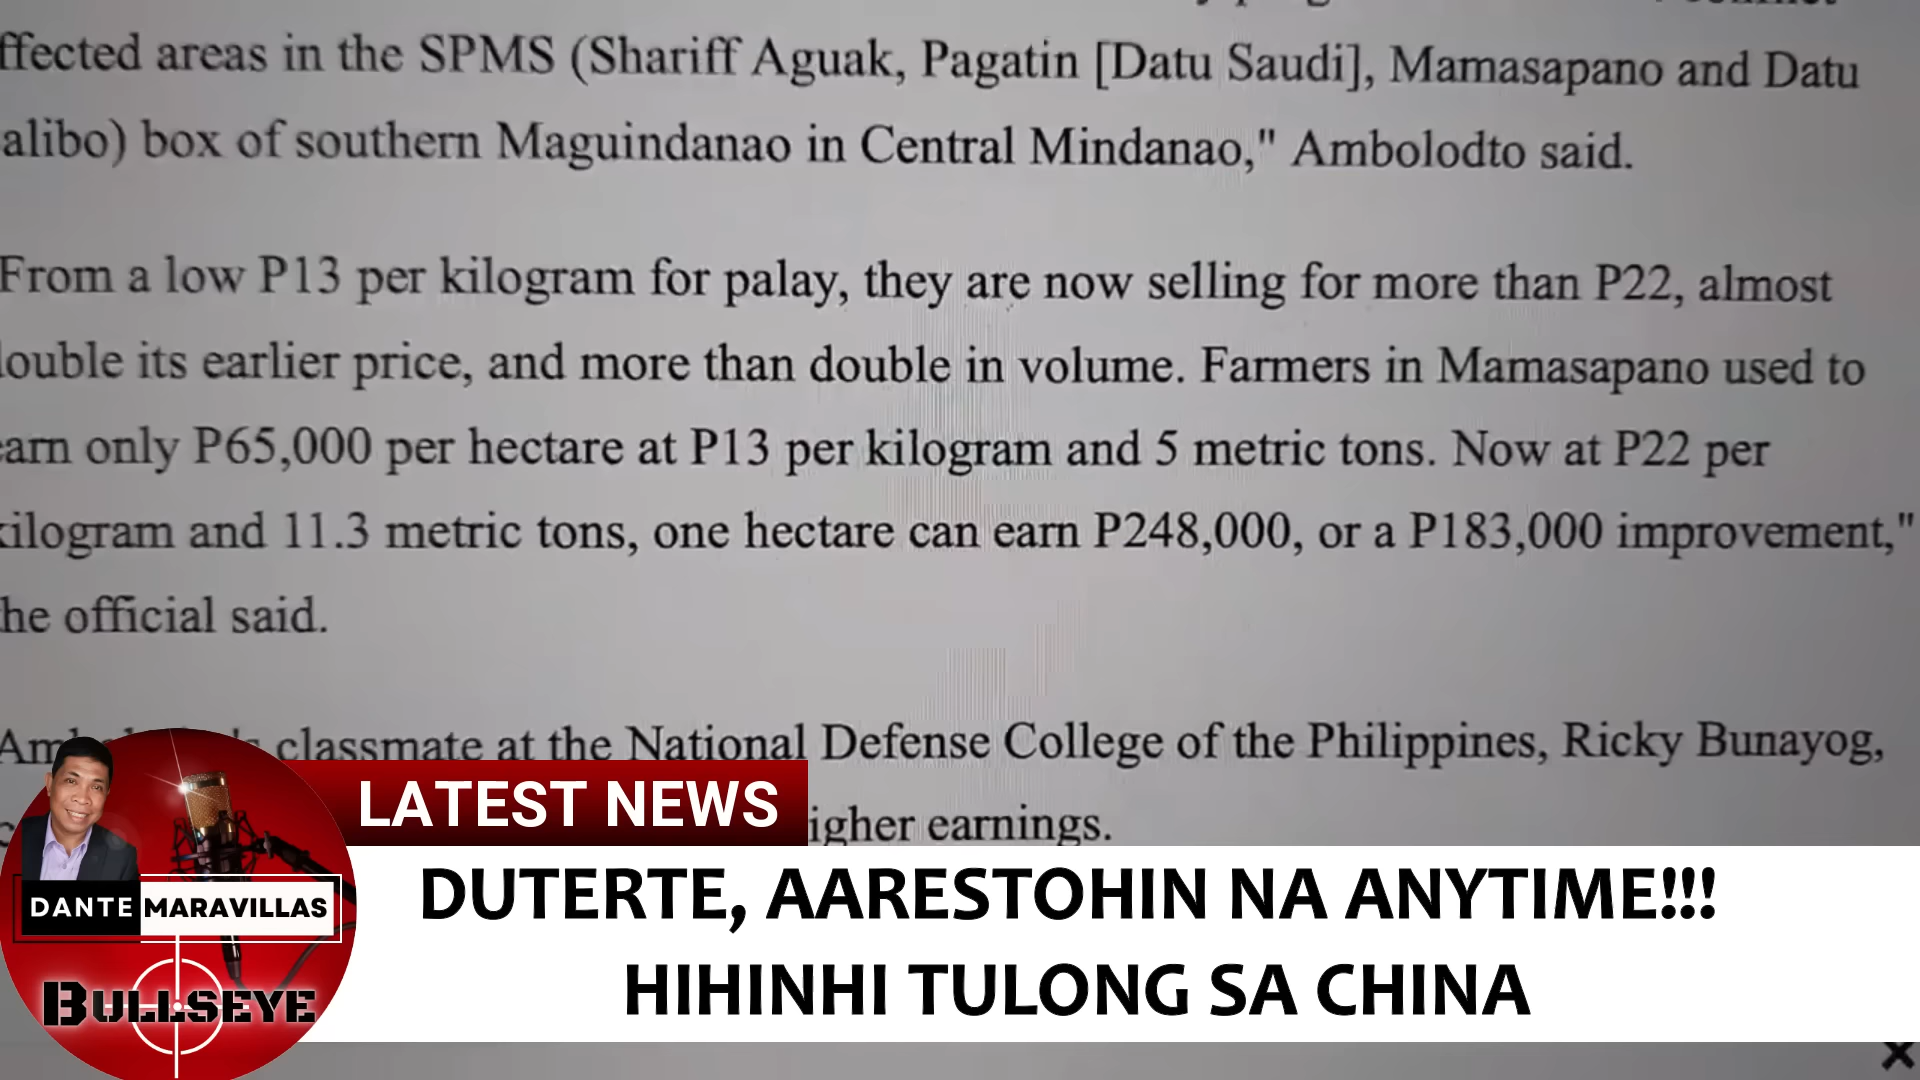 ffected areas in the SPMS (Shariff Aguak, Pagatin [Datu Saudi], Mamasapano and Datu
alibo) box of southern Maguindanao in Central Mindanao," Ambolodto said.
From a low P13 per kilogram for palay, they are now selling for more than P22, almost
ouble its earlier price, and more than double in volume. Farmers in Mamasapano used to
arn only P65,000 per hectare at P13 per kilogram and 5 metric tons. Now at P22 per
kilogram and 11.3 metric tons, one hectare can earn P248,000, or a P183,000 improvement,"
he official said.
classmate at the National Defense College of the Philippines, Ricky Bunayog,
igher earnings.
LATEST NEWS
DUTERTE, AARESTOHIN NA ANYTIME!!!
HIHINHI TULONG SA CHINA
DANTE MARAVILLAS
BULLSEYE